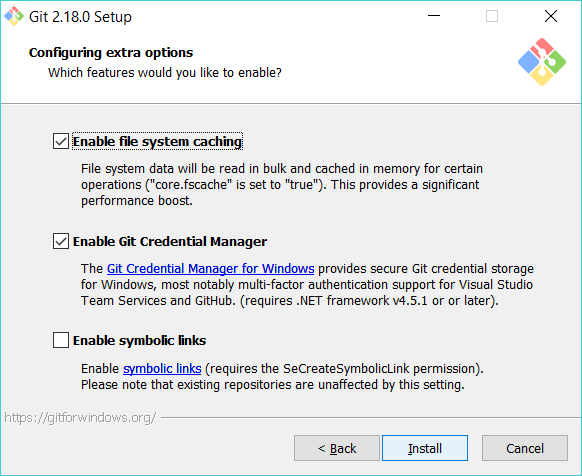 Git 2.18.0 Setup
Configuring extra options
Which features would you like to enable?
Enable file system caching
File system data will be read in bulk and cached in memory for certain
operations ("core.fscache" is set to "true"). This provides a significant
performance boost.
Enable Git Credential Manager
The Git Credential Manager for Windows provides secure Git credential storage
for Windows, most notably multi-factor authentication support for Visual Studio
Team Services and GitHub. (requires .NET framework v4.5.1 or or later).
Enable symbolic links
Enable symbolic links (requires the SeCreateSymbolicLink permission).
Please note that existing repositories are unaffected by this setting.
https://gitforwindows.org/
< Back
Install
Cancel